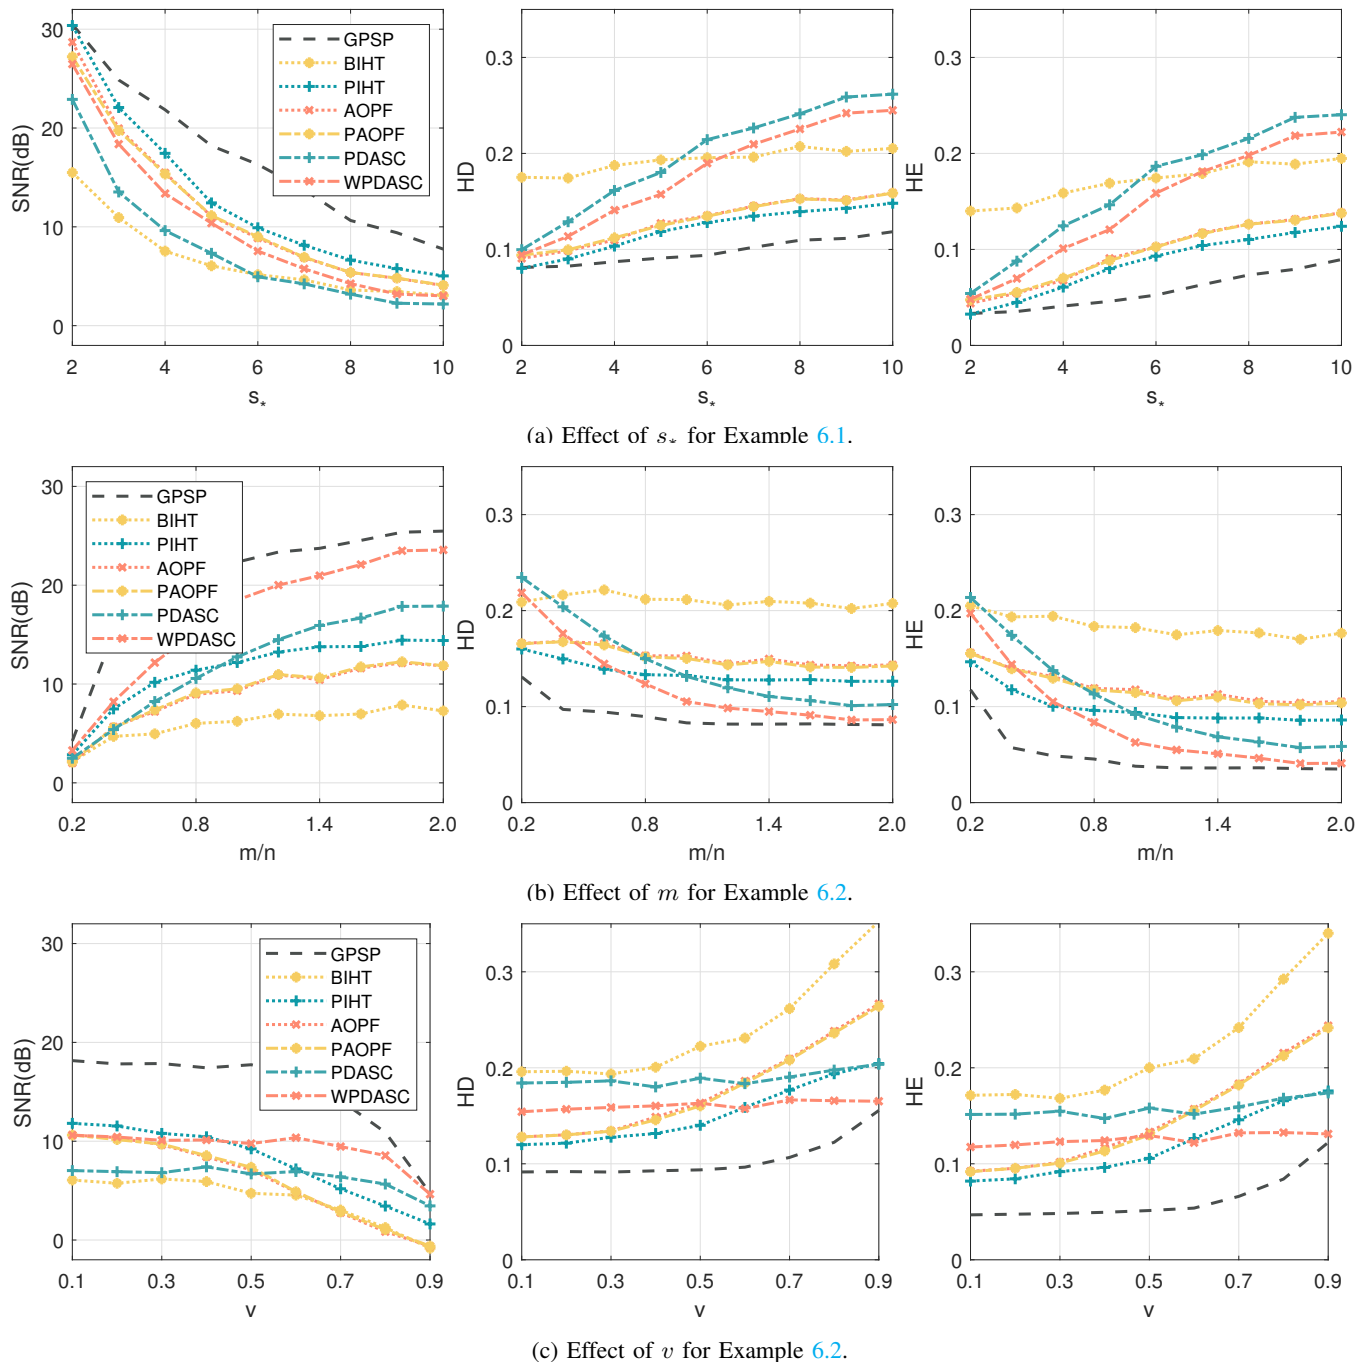 30
20
10
0
2
4
6
8
10
SNR(dB)
s*
GPSP
BIHT
PIHT
AOPF
PAOPF
PDASC
WPDASC
0.3
0.2
0.1
0
2
4
6
8
10
HD
s*
0.3
0.2
0.1
0
2
4
6
8
10
HE
s*
(a) Effect of s* for Example 6.1.
30
20
10
0
0.2
0.8
1.4
2.0
SNR(dB)
m/n
GPSP
BIHT
PIHT
AOPF
PAOPF
PDASC
WPDASC
0.3
0.2
0.1
0
0.2
0.8
1.4
2.0
HD
m/n
0.3
0.2
0.1
0
0.2
0.8
1.4
2.0
HE
m/n
(b) Effect of m for Example 6.2.
30
20
10
0
0.1
0.3
0.5
0.7
0.9
SNR(dB)
v
GPSP
BIHT
PIHT
AOPF
PAOPF
PDASC
WPDASC
0.3
0.2
0.1
0
0.1
0.3
0.5
0.7
0.9
HD
v
0.3
0.2
0.1
0
0.1
0.3
0.5
0.7
0.9
HE
v
(c) Effect of v for Example 6.2.